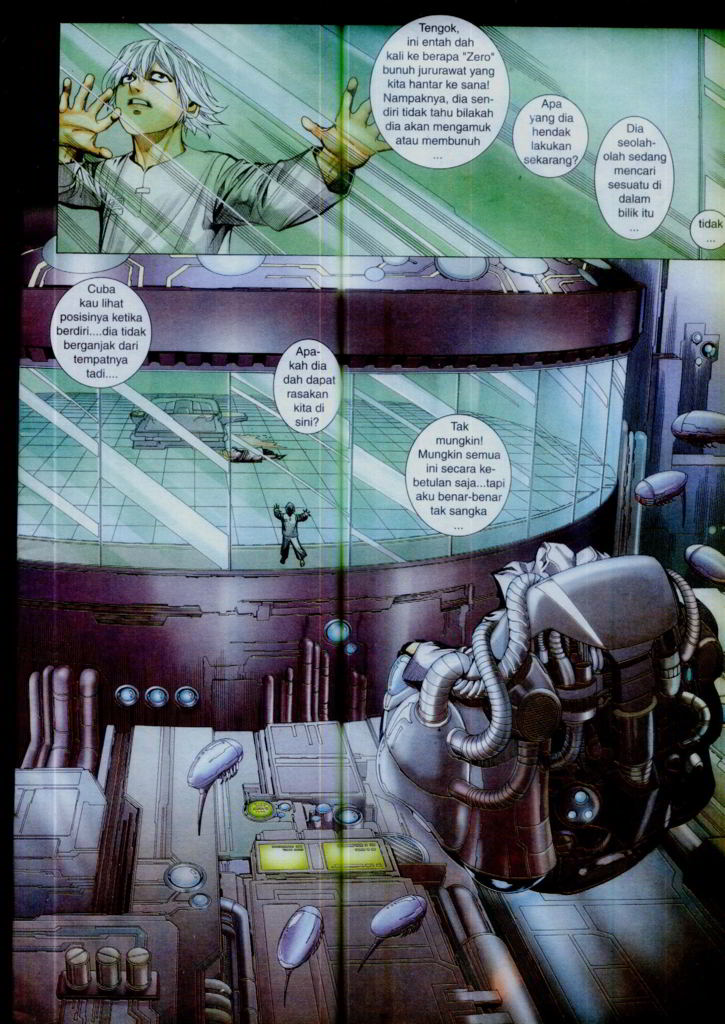 Tengok,
ini entah dah
kali ke berapa "Zero"
bunuh jururawat yang
kita hantar ke sana!
Nampaknya, dia sen-
diri tidak tahu bilakah
dia akan mengamuk
atau membunuh
...
Apa
yang dia
hendak
lakukan
sekarang?
Dia
seolah-
olah sedang
mencari
sesuatu di
dalam
bilik itu
...
tidak
...
Cuba
kau lihat
posisinya ketika
berdiri....dia tidak
berganjak dari
tempatnya
tadi....
Apa-
kah dia
dah dapat
rasakan
kita di
sini?
Tak
mungkin!
Mungkin semua
ini secara ke-
betulan saja...tapi
aku benar-benar
tak sangka
...